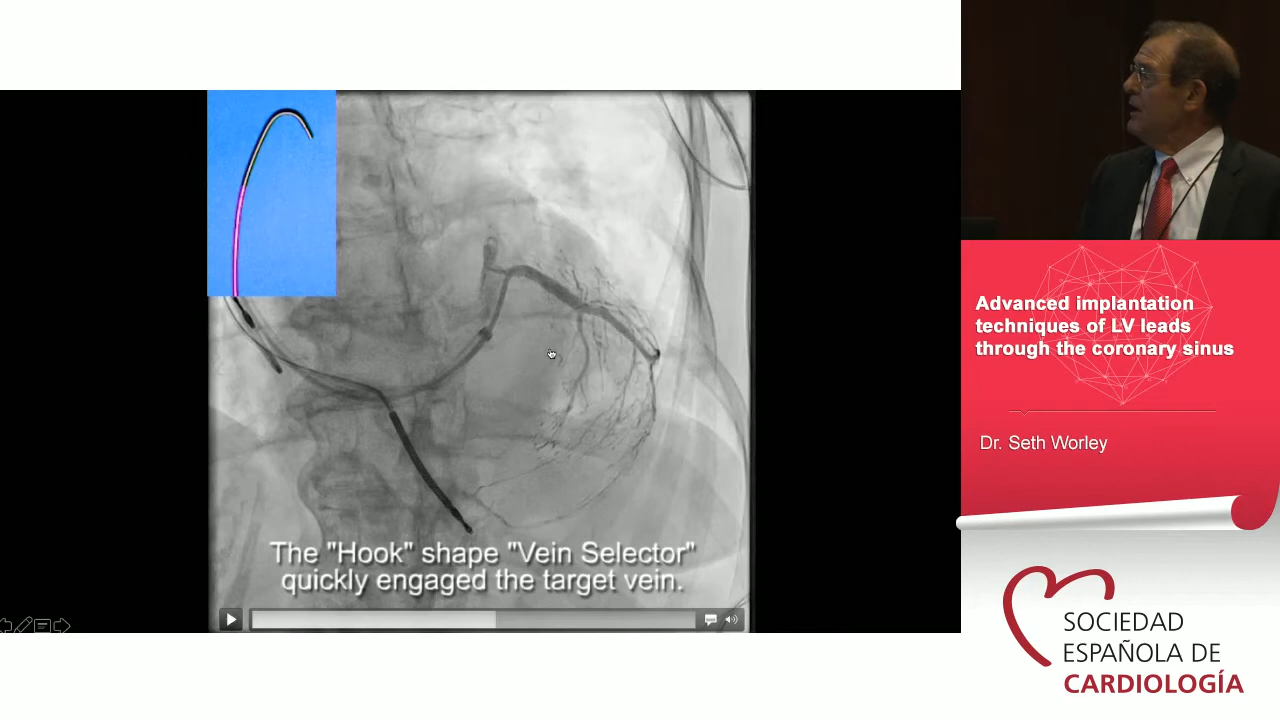 The "Hook" shape "Vein Selector"
quickly engaged the target vein.
Advanced implantation
techniques of LV leads
through the coronary sinus
Dr. Seth Worley
SOCIEDAD
ESPAÑOLA DE
CARDIOLOGÍA